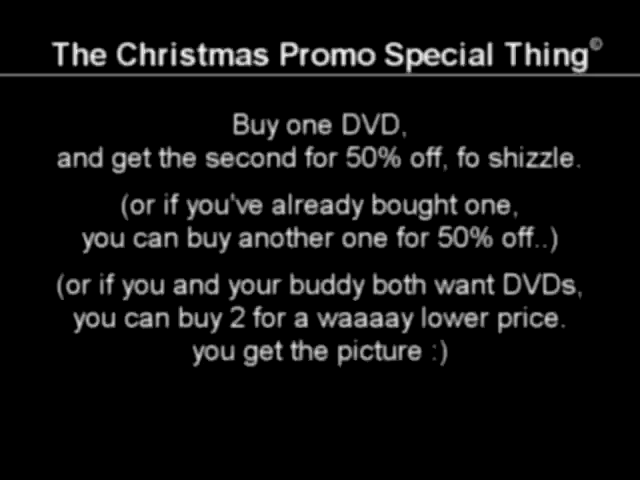 The Christmas Promo Special Thing©
Buy one DVD,
and get the second for 50% off, fo shizzle.
(or if you've already bought one,
you can buy another one for 50% off..)
(or if you and your buddy both want DVDs,
you can buy 2 for a waaaay lower price.
you get the picture :)